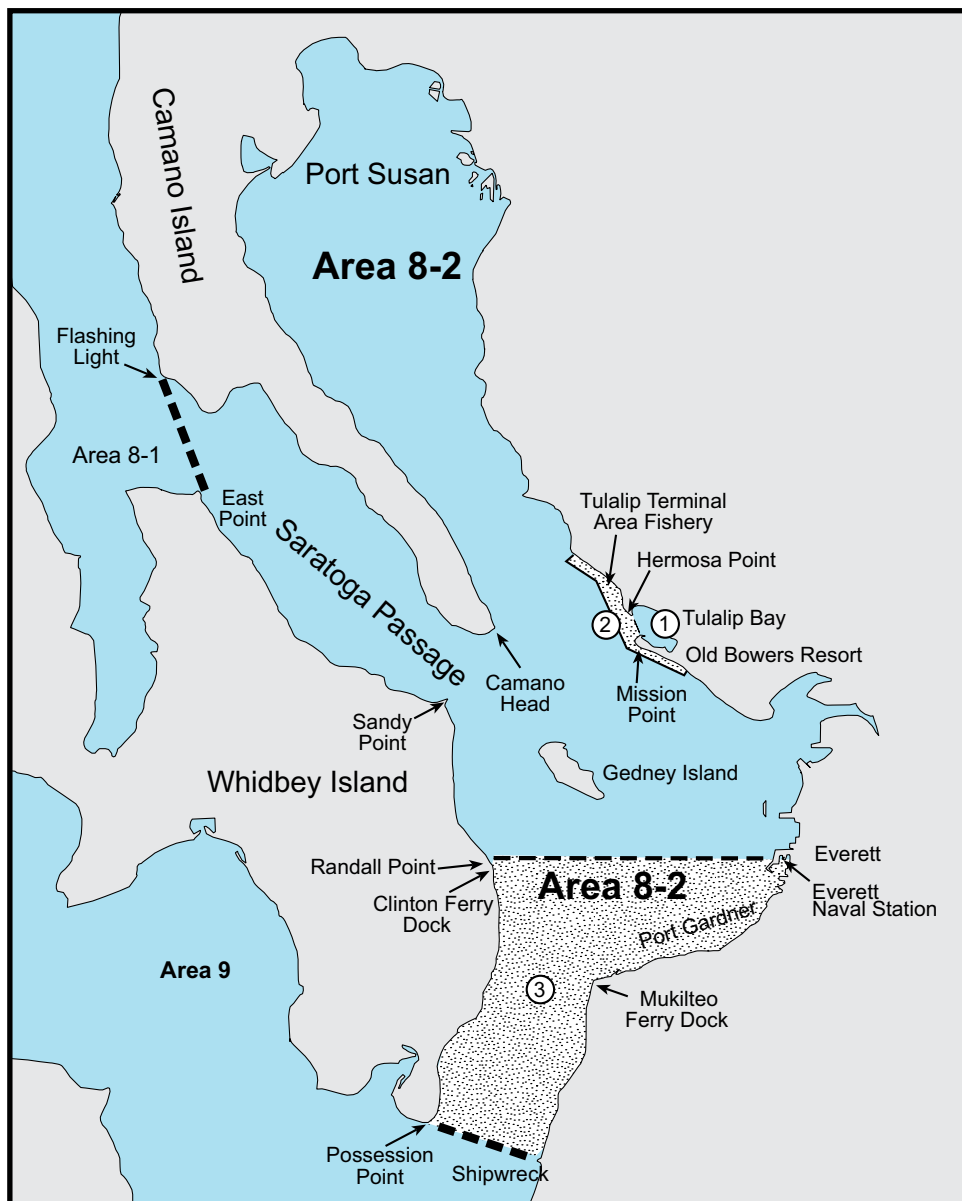 Camano Island
Port Susan
Area 8-2
Flashing
Light
Area 8-1
East
Point
Saratoga Passage
Tulalip Terminal
Area Fishery
Hermosa Point
2
1
Tulalip Bay
Old Bowers Resort
Camano
Head
Mission
Point
Sandy
Point
Whidbey Island
Gedney Island
Randall Point
Clinton Ferry
Dock
Area 8-2
Everett
Everett
Naval Station
Port Gardner
Area 9
3
Mukilteo
Ferry Dock
Possession
Point
Shipwreck